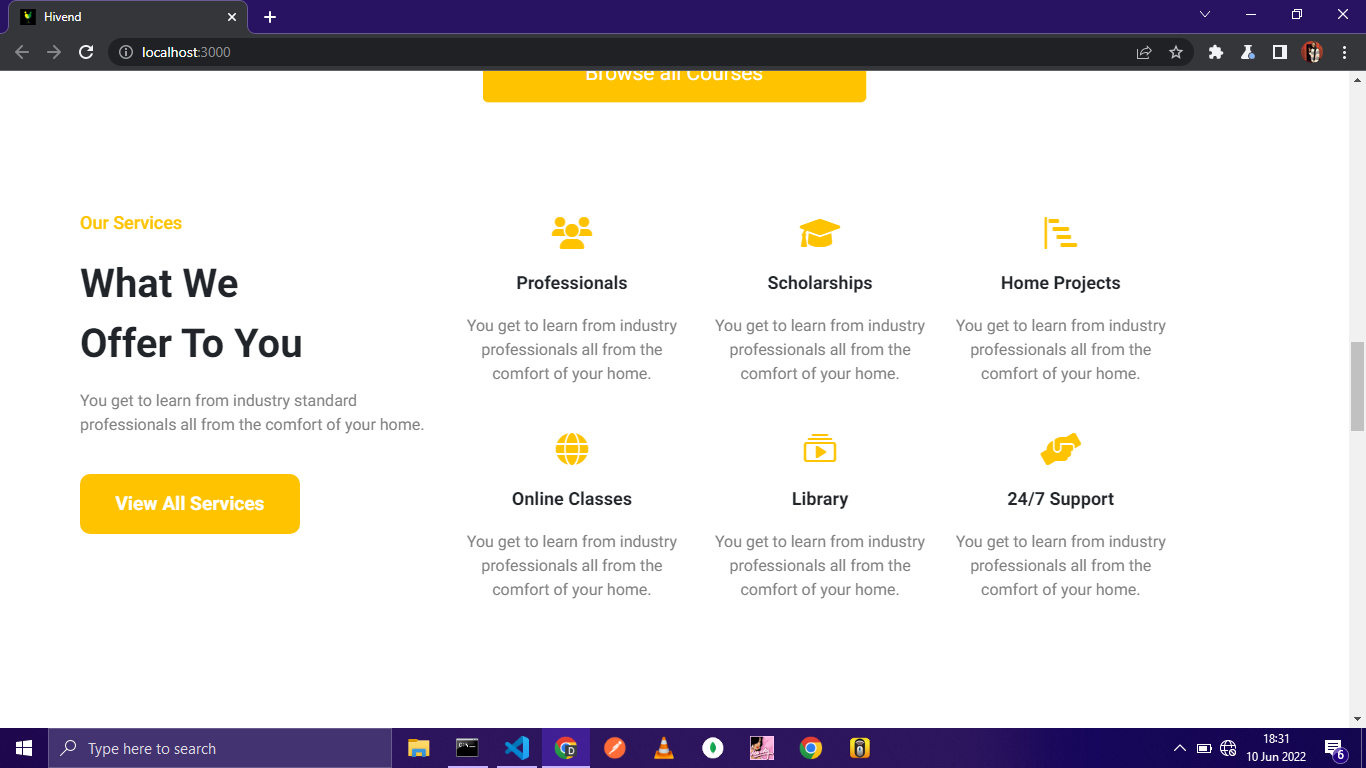 Hivend
localhost:3000
Browse all Courses
Our Services
What We
Offer To You
You get to learn from industry standard
professionals all from the comfort of your home.
View All Services
Professionals
You get to learn from industry
professionals all from the
comfort of your home.
Scholarships
You get to learn from industry
professionals all from the
comfort of your home.
Home Projects
You get to learn from industry
professionals all from the
comfort of your home.
Online Classes
You get to learn from industry
professionals all from the
comfort of your home.
Library
You get to learn from industry
professionals all from the
comfort of your home.
24/7 Support
You get to learn from industry
professionals all from the
comfort of your home.
Type here to search
18:31
10 Jun 2022
6